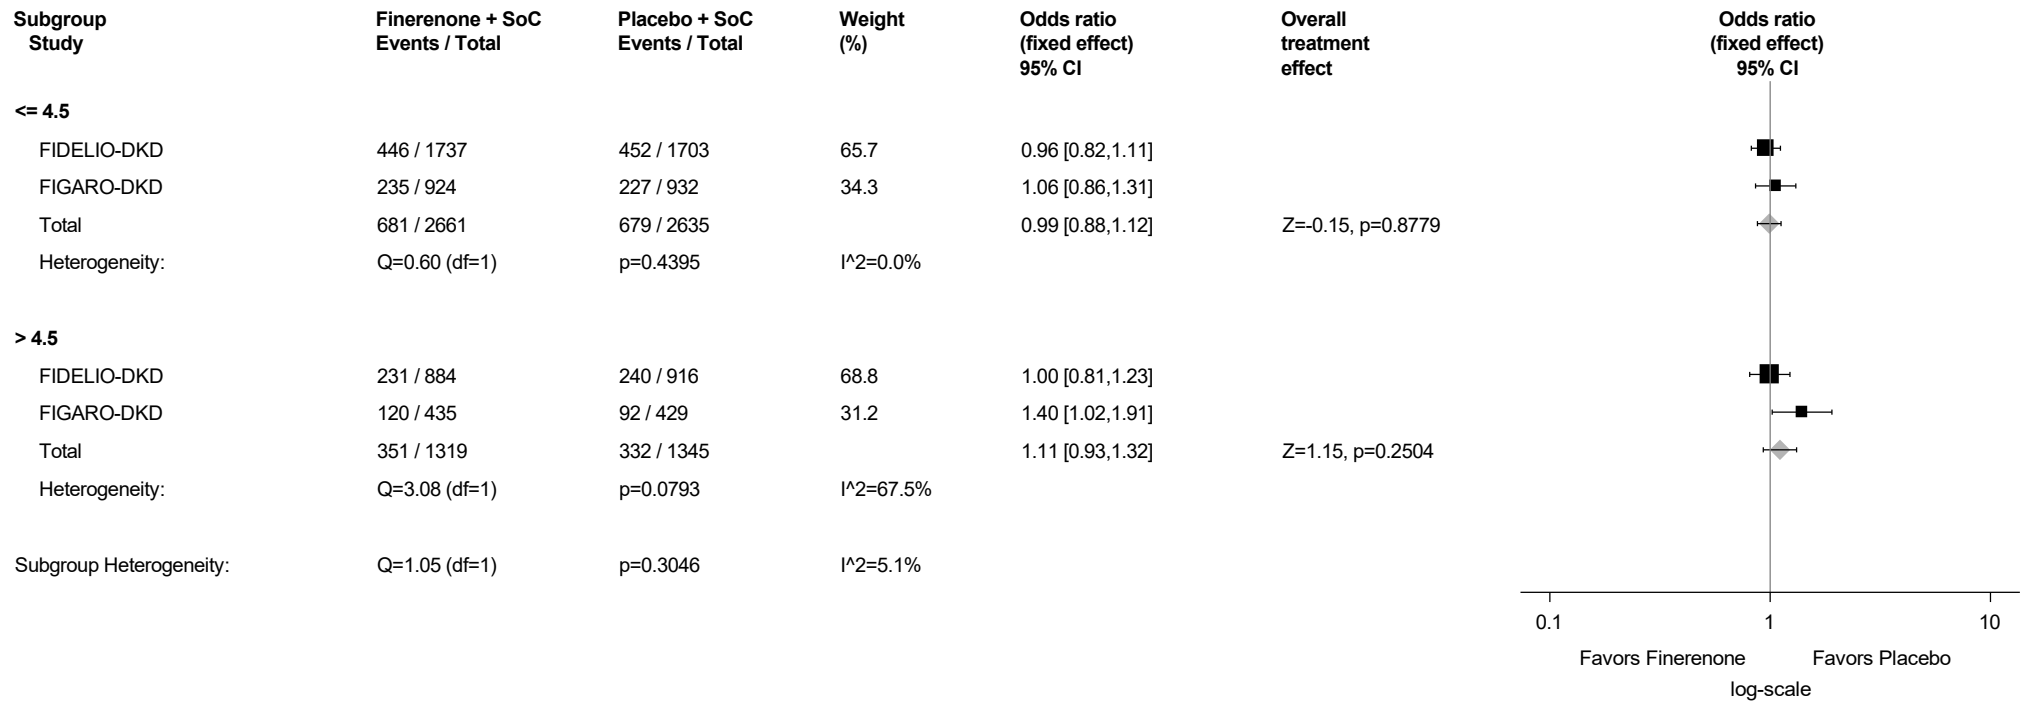 Subgroup Finerenone + SoC Placebo + SoC Weight Odds ratio Overall Odds ratio
Study Events / Total Events / Total (%) (fixed effect) treatment (fixed effect)
95% CI effect 95% CI
<= 4.5
FIDELIO-DKD 446 / 1737 452 / 1703 65.7 0.96 [0.82,1.11]
FIGARO-DKD 235 / 924 227 / 932 34.3 1.06 [0.86,1.31]
Total 681 / 2661 679 / 2635 0.99 [0.88,1.12] Z=-0.15, p=0.8779
Heterogeneity: Q=0.60 (df=1) p=0.4395 I^2=0.0%
> 4.5
FIDELIO-DKD 231 / 884 240 / 916 68.8 1.00 [0.81,1.23]
FIGARO-DKD 120 / 435 92 / 429 31.2 1.40 [1.02,1.91]
Total 351 / 1319 332 / 1345 1.11 [0.93,1.32] Z=1.15, p=0.2504
Heterogeneity: Q=3.08 (df=1) p=0.0793 I^2=67.5%
Subgroup Heterogeneity: Q=1.05 (df=1) p=0.3046 I^2=5.1%
0.1 1 10
Favors Finerenone Favors Placebo
log-scale